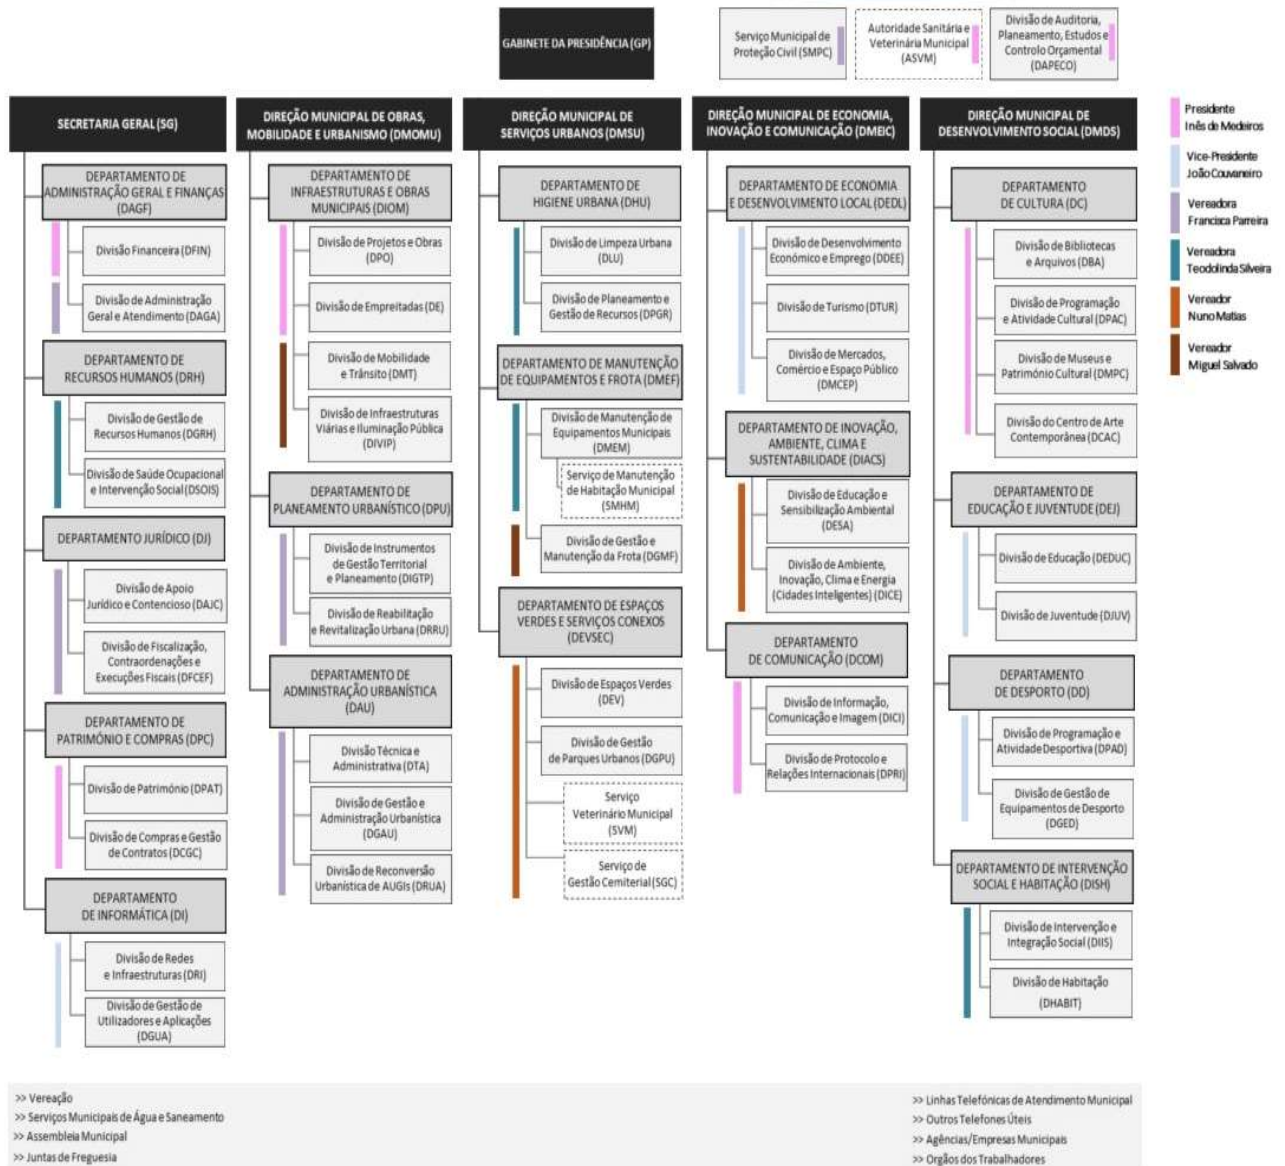 GABINETE DA PRESIDÊNCIA (GP)
Serviço Municipal de
Proteção Civil (SMPC)
Autoridade Sanitária e
Veterinária Municipal
(ASVM)
Divisão de Auditoria,
Planeamento, Estudos e
Controlo Orçamental
(DAPECO)
SECRETARIA GERAL (SG)
DEPARTAMENTO DE
ADMINISTRAÇÃO GERAL E FINANÇAS
(DAGF)
Divisão Financeira (DFIN)
Divisão de Administração
Geral e Atendimento (DAGA)
DEPARTAMENTO DE
RECURSOS HUMANOS (DRH)
Divisão de Gestão de
Recursos Humanos (DGRH)
Divisão de Saúde Ocupacional
e Intervenção Social (DSOIS)
DEPARTAMENTO JURÍDICO (DJ)
Divisão de Apoio
Jurídico e Contencioso (DAJC)
Divisão de Fiscalização,
Contraordenações e
Execuções Fiscais (DFCEF)
DEPARTAMENTO DE
PATRIMÓNIO E COMPRAS (DPC)
Divisão de Património (DPAT)
Divisão de Compras e Gestão
de Contratos (DCGC)
DEPARTAMENTO
DE INFORMÁTICA (DI)
Divisão de Redes
e Infraestruturas (DRI)
Divisão de Gestão de
Utilizadores e Aplicações
(DGUA)
DIREÇÃO MUNICIPAL DE OBRAS,
MOBILIDADE E URBANISMO (DMOMU)
DEPARTAMENTO DE
INFRAESTRUTURAS E OBRAS
MUNICIPAIS (DIOM)
Divisão de Projetos e Obras
(DPO)
Divisão de Empreitadas (DE)
Divisão de Mobilidade
e Trânsito (DMT)
Divisão de Infraestruturas
Viárias e Iluminação Pública
(DIVIP)
DEPARTAMENTO DE
PLANEAMENTO URBANÍSTICO (DPU)
Divisão de Instrumentos
de Gestão Territorial
e Planeamento (DIGTP)
Divisão de Reabilitação
e Revitalização Urbana (DRRU)
DEPARTAMENTO DE
ADMINISTRAÇÃO URBANÍSTICA
(DAU)
Divisão Técnica e
Administrativa (DTA)
Divisão de Gestão e
Administração Urbanística
(DGAU)
Divisão de Reconversão
Urbanística de AUGIs (DRUA)
DIREÇÃO MUNICIPAL DE
SERVIÇOS URBANOS (DMSU)
DEPARTAMENTO DE
HIGIENE URBANA (DHU)
Divisão de Limpeza Urbana
(DLU)
Divisão de Planeamento e
Gestão de Recursos (DPGR)
DEPARTAMENTO DE MANUTENÇÃO
DE EQUIPAMENTOS E FROTA (DMEF)
Divisão de Manutenção de
Equipamentos Municipais
(DMEM)
Serviço de Manutenção
de Habitação Municipal
(SMHM)
Divisão de Gestão e
Manutenção da Frota (DGMF)
DEPARTAMENTO DE ESPAÇOS
VERDES E SERVIÇOS CONEXOS
(DEVSEC)
Divisão de Espaços Verdes
(DEV)
Divisão de Gestão
de Parques Urbanos (DGPU)
Serviço
Veterinário Municipal
(SVM)
Serviço de
Gestão Cemiterial (SGC)
DIREÇÃO MUNICIPAL DE ECONOMIA,
INOVAÇÃO E COMUNICAÇÃO (DMEIC)
DEPARTAMENTO DE ECONOMIA
E DESENVOLVIMENTO LOCAL (DEDL)
Divisão de Desenvolvimento
Económico e Emprego (DDEE)
Divisão de Turismo (DTUR)
Divisão de Mercados,
Comércio e Espaço Público
(DMCEP)
DEPARTAMENTO DE INOVAÇÃO,
AMBIENTE, CLIMA E
SUSTENTABILIDADE (DIACS)
Divisão de Educação e
Sensibilização Ambiental
(DESA)
Divisão de Ambiente,
Inovação, Clima e Energia
(Cidades Inteligentes) (DICE)
DEPARTAMENTO
DE COMUNICAÇÃO (DCOM)
Divisão de Informação,
Comunicação e Imagem (DICI)
Divisão de Protocolo e
Relações Internacionais (DPRI)
DIREÇÃO MUNICIPAL DE
DESENVOLVIMENTO SOCIAL (DMDS)
DEPARTAMENTO
DE CULTURA (DC)
Divisão de Bibliotecas
e Arquivos (DBA)
Divisão de Programação
e Atividade Cultural (DPAC)
Divisão de Museus e
Património Cultural (DMPC)
Divisão do Centro de Arte
Contemporânea (DCAC)
DEPARTAMENTO DE
EDUCAÇÃO E JUVENTUDE (DEJ)
Divisão de Educação (DEDUC)
Divisão de Juventude (DJUV)
DEPARTAMENTO
DE DESPORTO (DD)
Divisão de Programação e
Atividade Desportiva (DPAD)
Divisão de Gestão de
Equipamentos de Desporto
(DGED)
DEPARTAMENTO DE INTERVENÇÃO
SOCIAL E HABITAÇÃO (DISH)
Divisão de Intervenção e
Integração Social (DIIS)
Divisão de Habitação
(DHABIT)
Presidente
Inês de Medeiros
Vice-Presidente
João Couvaneiro
Vereadora
Francisca Parreira
Vereadora
Teodolinda Silveira
Vereador
Nuno Matias
Vereador
Miguel Salvado
>> Vereação
>> Serviços Municipais de Água e Saneamento
>> Assembleia Municipal
>> Juntas de Freguesia
>> Linhas Telefónicas de Atendimento Municipal
>> Outros Telefones Úteis
>> Agências/Empresas Municipais
>> Orgãos dos Trabalhadores